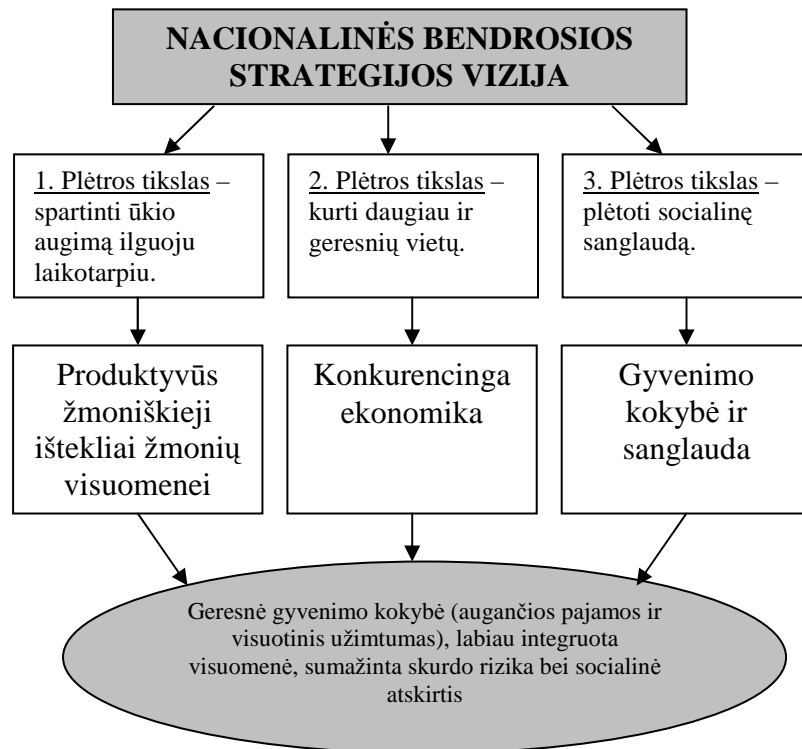 NACIONALINĖS BENDROSIOS
STRATEGIJOS VIZIJA
1. Plėtros tikslas –
spartinti ūkio
augimą ilguoju
laikotarpiu.
2. Plėtros tikslas –
kurti daugiau ir
geresnių vietų.
3. Plėtros tikslas –
plėtoti socialinę
sanglaudą.
Produktyvūs
žmoniškieji
ištekliai žmonių
visuomenei
Konkurencinga
ekonomika
Gyvenimo
kokybė ir
sanglauda
Geresnė gyvenimo kokybė (augančios pajamos ir
visuotinis užimtumas), labiau integruota
visuomenė, sumažinta skurdo rizika bei socialinė
atskirtis